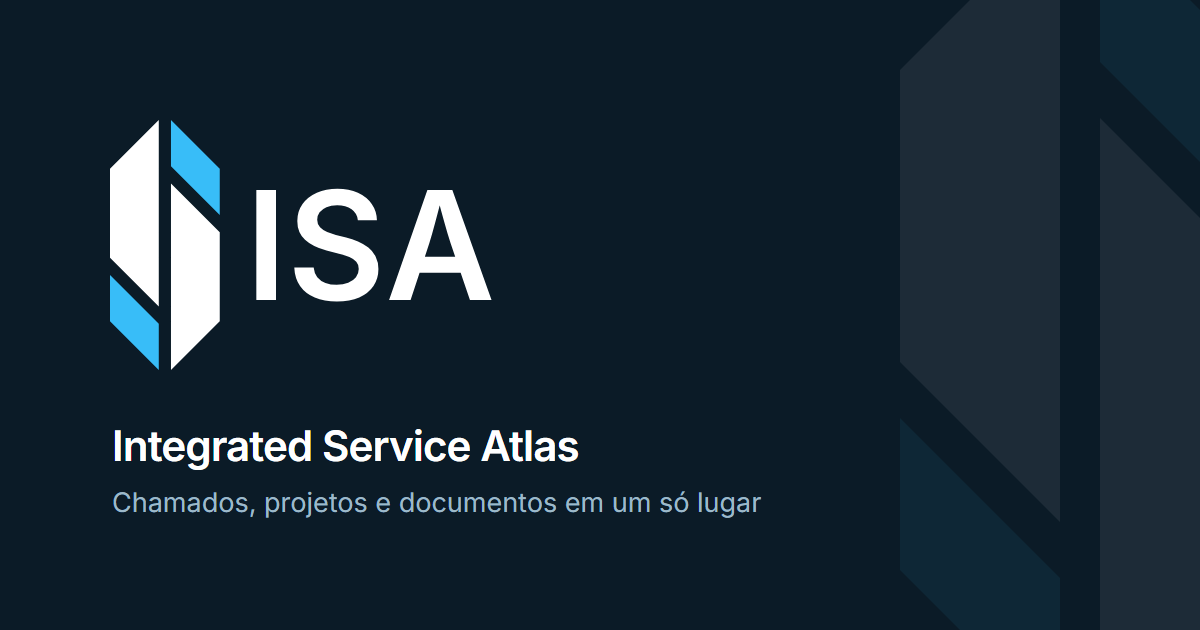 ISA
Integrated Service Atlas
Chamados, projetos e documentos em um só lugar